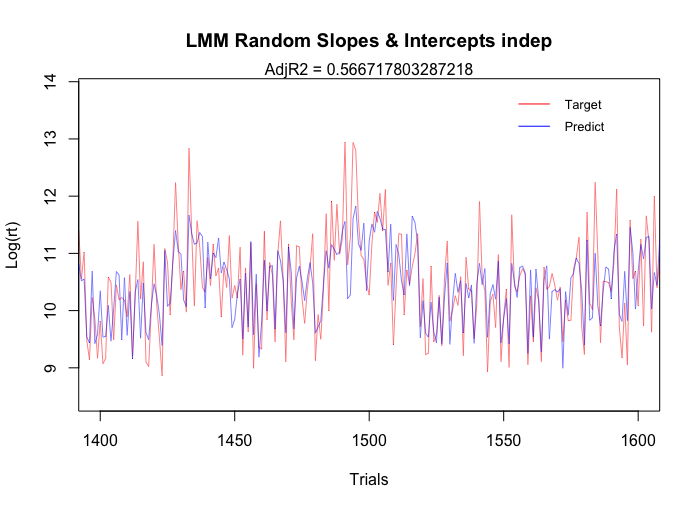 LMM Random Slopes & Intercepts indep
AdjR2 = 0.566717803287218
Target
Predict
Log(rt)
14
13
12
11
10
9
1400
1450
1500
1550
1600
Trials